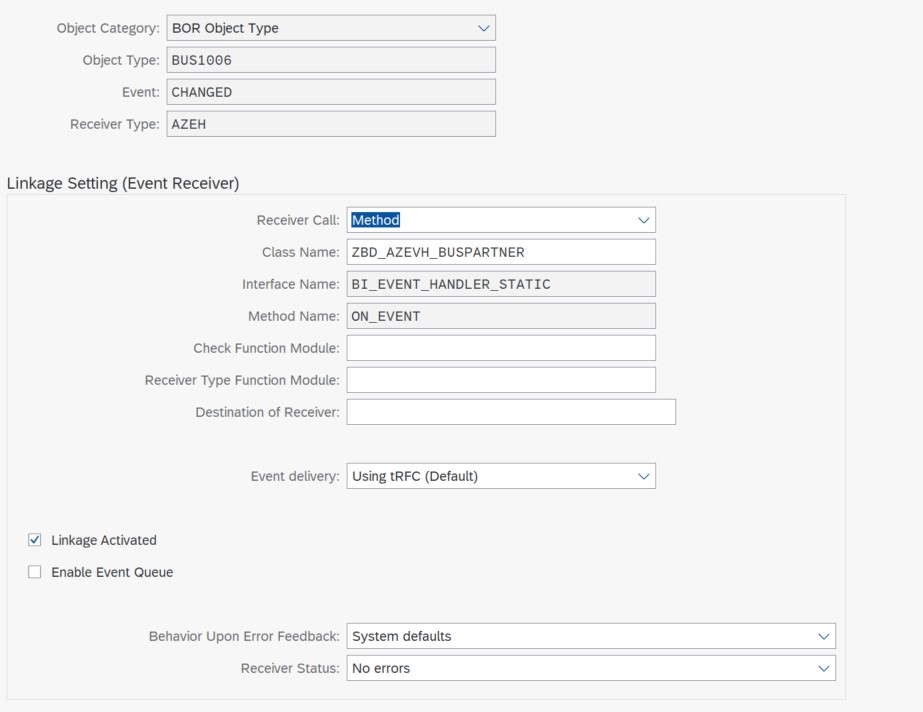 Object Category: BOR Object Type
Object Type: BUS1006
Event: CHANGED
Receiver Type: AZEH
Linkage Setting (Event Receiver)
Receiver Call: Method
Class Name: ZBD_AZEVH_BUSPARTNER
Interface Name: BI_EVENT_HANDLER_STATIC
Method Name: ON_EVENT
Check Function Module:
Receiver Type Function Module:
Destination of Receiver:
Event delivery: Using tRFC (Default)
Linkage Activated
Enable Event Queue
Behavior Upon Error Feedback: System defaults
Receiver Status: No errors